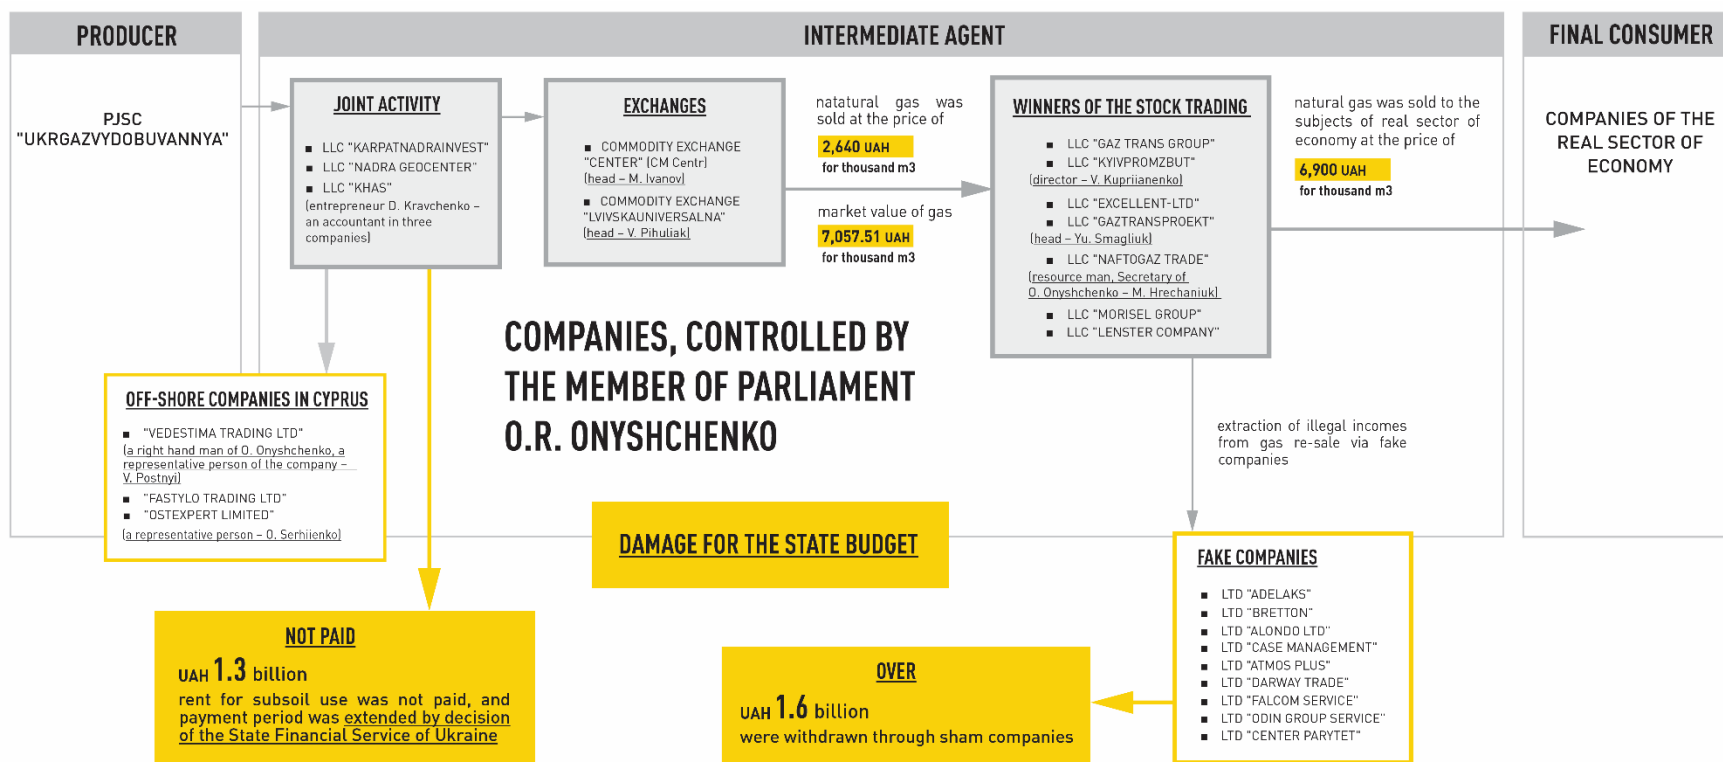 PRODUCER
PJSC
"UKRGAZVYDOBUVANNYA"
INTERMEDIATE AGENT
JOINT ACTIVITY
■ LLC "KARPATNADRAINVEST"
■ LLC "NADRA GEOCENTER"
■ LLC "KHAS"
(entrepreneur D. Kravchenko –
an accountant in three
companies)
EXCHANGES
■ COMMODITY EXCHANGE
"CENTER" (CM Centr)
(head – M. Ivanov)
■ COMMODITY EXCHANGE
"LVIVSKAUNIVERSALNA"
(head – V. Pihuliak)
natatural gas was
sold at the price of
2,640 UAH
for thousand m3
market value of gas
7,057.51 UAH
for thousand m3
WINNERS OF THE STOCK TRADING
■ LLC "GAZ TRANS GROUP"
■ LLC "KYIVPROMZBUT"
(director – V. Kupriianenko)
■ LLC "EXCELLENT-LTD"
■ LLC "GAZTRANSPROEKT"
(head – Yu. Smagliuk)
■ LLC "NAFTOGAZ TRADE"
(resource man, Secretary of
O. Onyshchenko – M. Hrechaniuk)
■ LLC "MORISEL GROUP"
■ LLC "LENSTER COMPANY"
natural gas was sold to the
subjects of real sector of
economy at the price of
6,900 UAH
for thousand m3
FINAL CONSUMER
COMPANIES OF THE
REAL SECTOR OF
ECONOMY
COMPANIES, CONTROLLED BY
THE MEMBER OF PARLIAMENT
O.R. ONYSHCHENKO
OFF-SHORE COMPANIES IN CYPRUS
■ "VEDESTIMA TRADING LTD"
(a right hand man of O. Onyshchenko, a
representative person of the company –
V. Postnyi)
■ "FASTYLO TRADING LTD"
■ "OSTEXPERT LIMITED"
(a representative person – O. Serhiienko)
extraction of illegal incomes
from gas re-sale via fake
companies
DAMAGE FOR THE STATE BUDGET
NOT PAID
UAH 1.3 billion
rent for subsoil use was not paid, and
payment period was extended by decision
of the State Financial Service of Ukraine
OVER
UAH 1.6 billion
were withdrawn through sham companies
FAKE COMPANIES
■ LTD "ADELAKS"
■ LTD "BRETTON"
■ LTD "ALONDO LTD"
■ LTD "CASE MANAGEMENT"
■ LTD "ATMOS PLUS"
■ LTD "DARWAY TRADE"
■ LTD "FALCOM SERVICE"
■ LTD "ODIN GROUP SERVICE"
■ LTD "CENTER PARYTET"